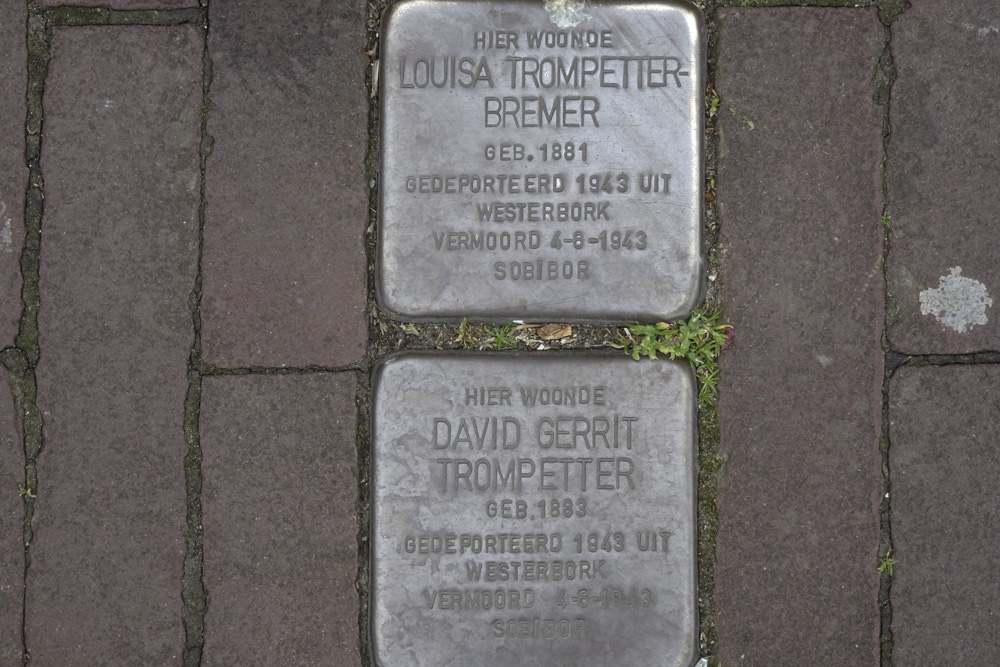 HIER WOONDE
LOUISA TROMPETTER-
BREMER
GEB. 1881
GEDEPORTEERD 1943 UIT
WESTERBORK
VERMOORD 4-6-1943
SOBIBOR
HIER WOONDE
DAVID GERRIT
TROMPETTER
GEB. 1883
GEDEPORTEERD 1943 UIT
WESTERBORK
VERMOORD 4-6-1943
SOBIBOR